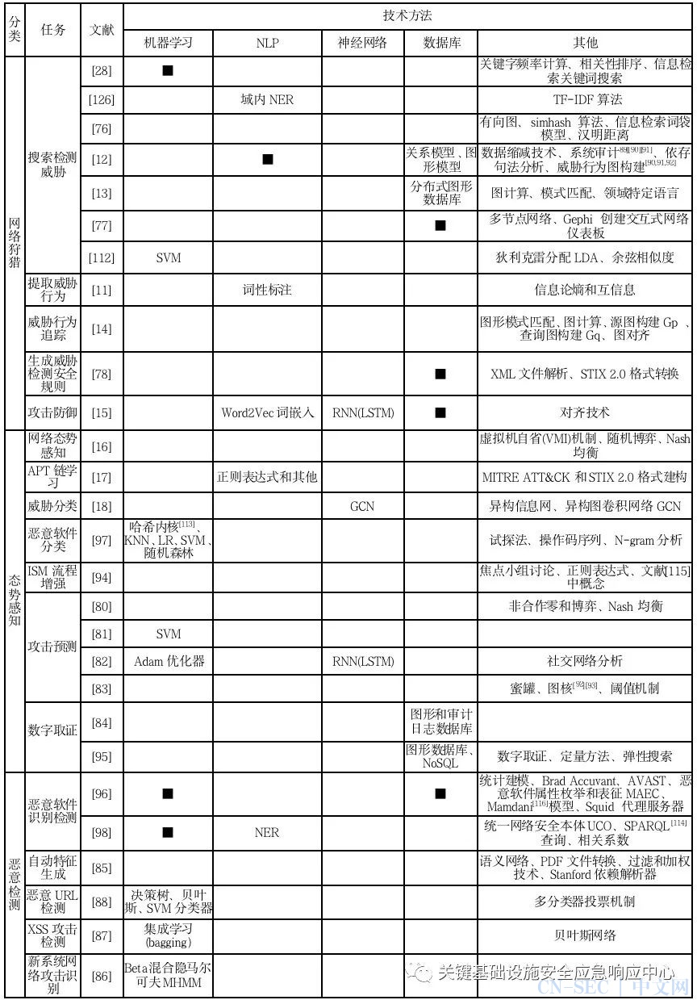 分类 任务 文献 技术方法
机器学习 NLP 神经网络 数据库 其他
网络狩猎
搜索检测
威胁
[28] ■ 关键字频率计算、相关性排序、信息检
索关键词搜索
[126] 域内 NER TF-IDF 算法
[76] 有向图、simhash 算法、信息检索词袋
模型、汉明距离
[12] ■ 关系模型、图
形模型
数据缩减技术、系统审计89][90][91]、依存
句法分析、威胁行为图构建[90,91,92]
[13] 分布式图形
数据库
图计算、模式匹配、领域特定语言
[77] ■ 多节点网络、Gephi 创建交互式网络
仪表板
[112] SVM 狄利克雷分配 LDA、余弦相似度
提取威胁
行为
[11] 词性标注 信息论熵和互信息
威胁行为
追踪
[14] 图形模式匹配、图计算、源图构建 Gp 、
查询图构建 Gq、图对齐
生成威胁
检测安全
规则
[78] ■ XML 文件解析、STIX 2.0 格式转换
攻击防御 [15] Word2Vec 词嵌入 RNN(LSTM) ■ 对齐技术
态势感知
网络态势
感知
[16] 虚拟机自省(VMI)机制、随机博弈、Nash
均衡
APT 链学
习
[17] 正则表达式和其他 MITRE ATT&CK 和 STIX 2.0 格式建构
威胁分类 [18] GCN 异构信息网、异构图卷积网络 GCN
恶意软件
分类
[97] 哈希内核[113]、
KNN、LR、SVM、
随机森林
试探法、操作码序列、N-gram 分析
ISM 流程
增强
[94] 焦点小组讨论、正则表达式、文献[115]
中概念
攻击预测
[80] 非合作零和博弈、Nash 均衡
[81] SVM
[82] Adam 优化器 RNN(LSTM) 社交网络分析
[83] 蜜罐、图核[92][93]、阈值机制
数字取证
[84] 图形和审计
日志数据库
[95] 图形数据库、
NoSQL
数字取证、定量方法、弹性搜索
恶意检测
恶意软件
识别检测
[96] ■ ■ 统计建模、Brad Accuvant、AVAST、恶
意软件属性枚举和表征 MAEC、
Mamdani[116]模型、Squid 代理服务器
[98] ■ NER 统一网络安全本体 UCO、SPARQL[114]
查询、相关系数
自动特征
生成
[85] 语义网络、PDF 文件转换、过滤和加权
技术、Stanford 依赖解析器
恶意 URL
检测
[88] 决策树、贝叶
斯、SVM 分类器
多分类器投票机制
XSS 攻击
检测
[87] 集成学习
(bagging)
贝叶斯网络
新系统网
络攻击识
别
[86] Beta 混合隐马尔
可夫 MHMM
关键基础设施安全应急响应中心
CN-SEC 中文网